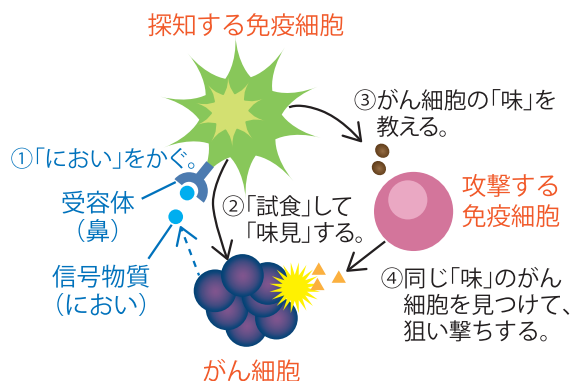 探知する免疫細胞
①「におい」をかぐ。
受容体
（鼻）
信号物質
（におい）
②「試食」して
「味見」する。
③がん細胞の「味」を
教える。
攻撃する
免疫細胞
④同じ「味」のがん
細胞を見つけて、
狙い撃ちする。
がん細胞